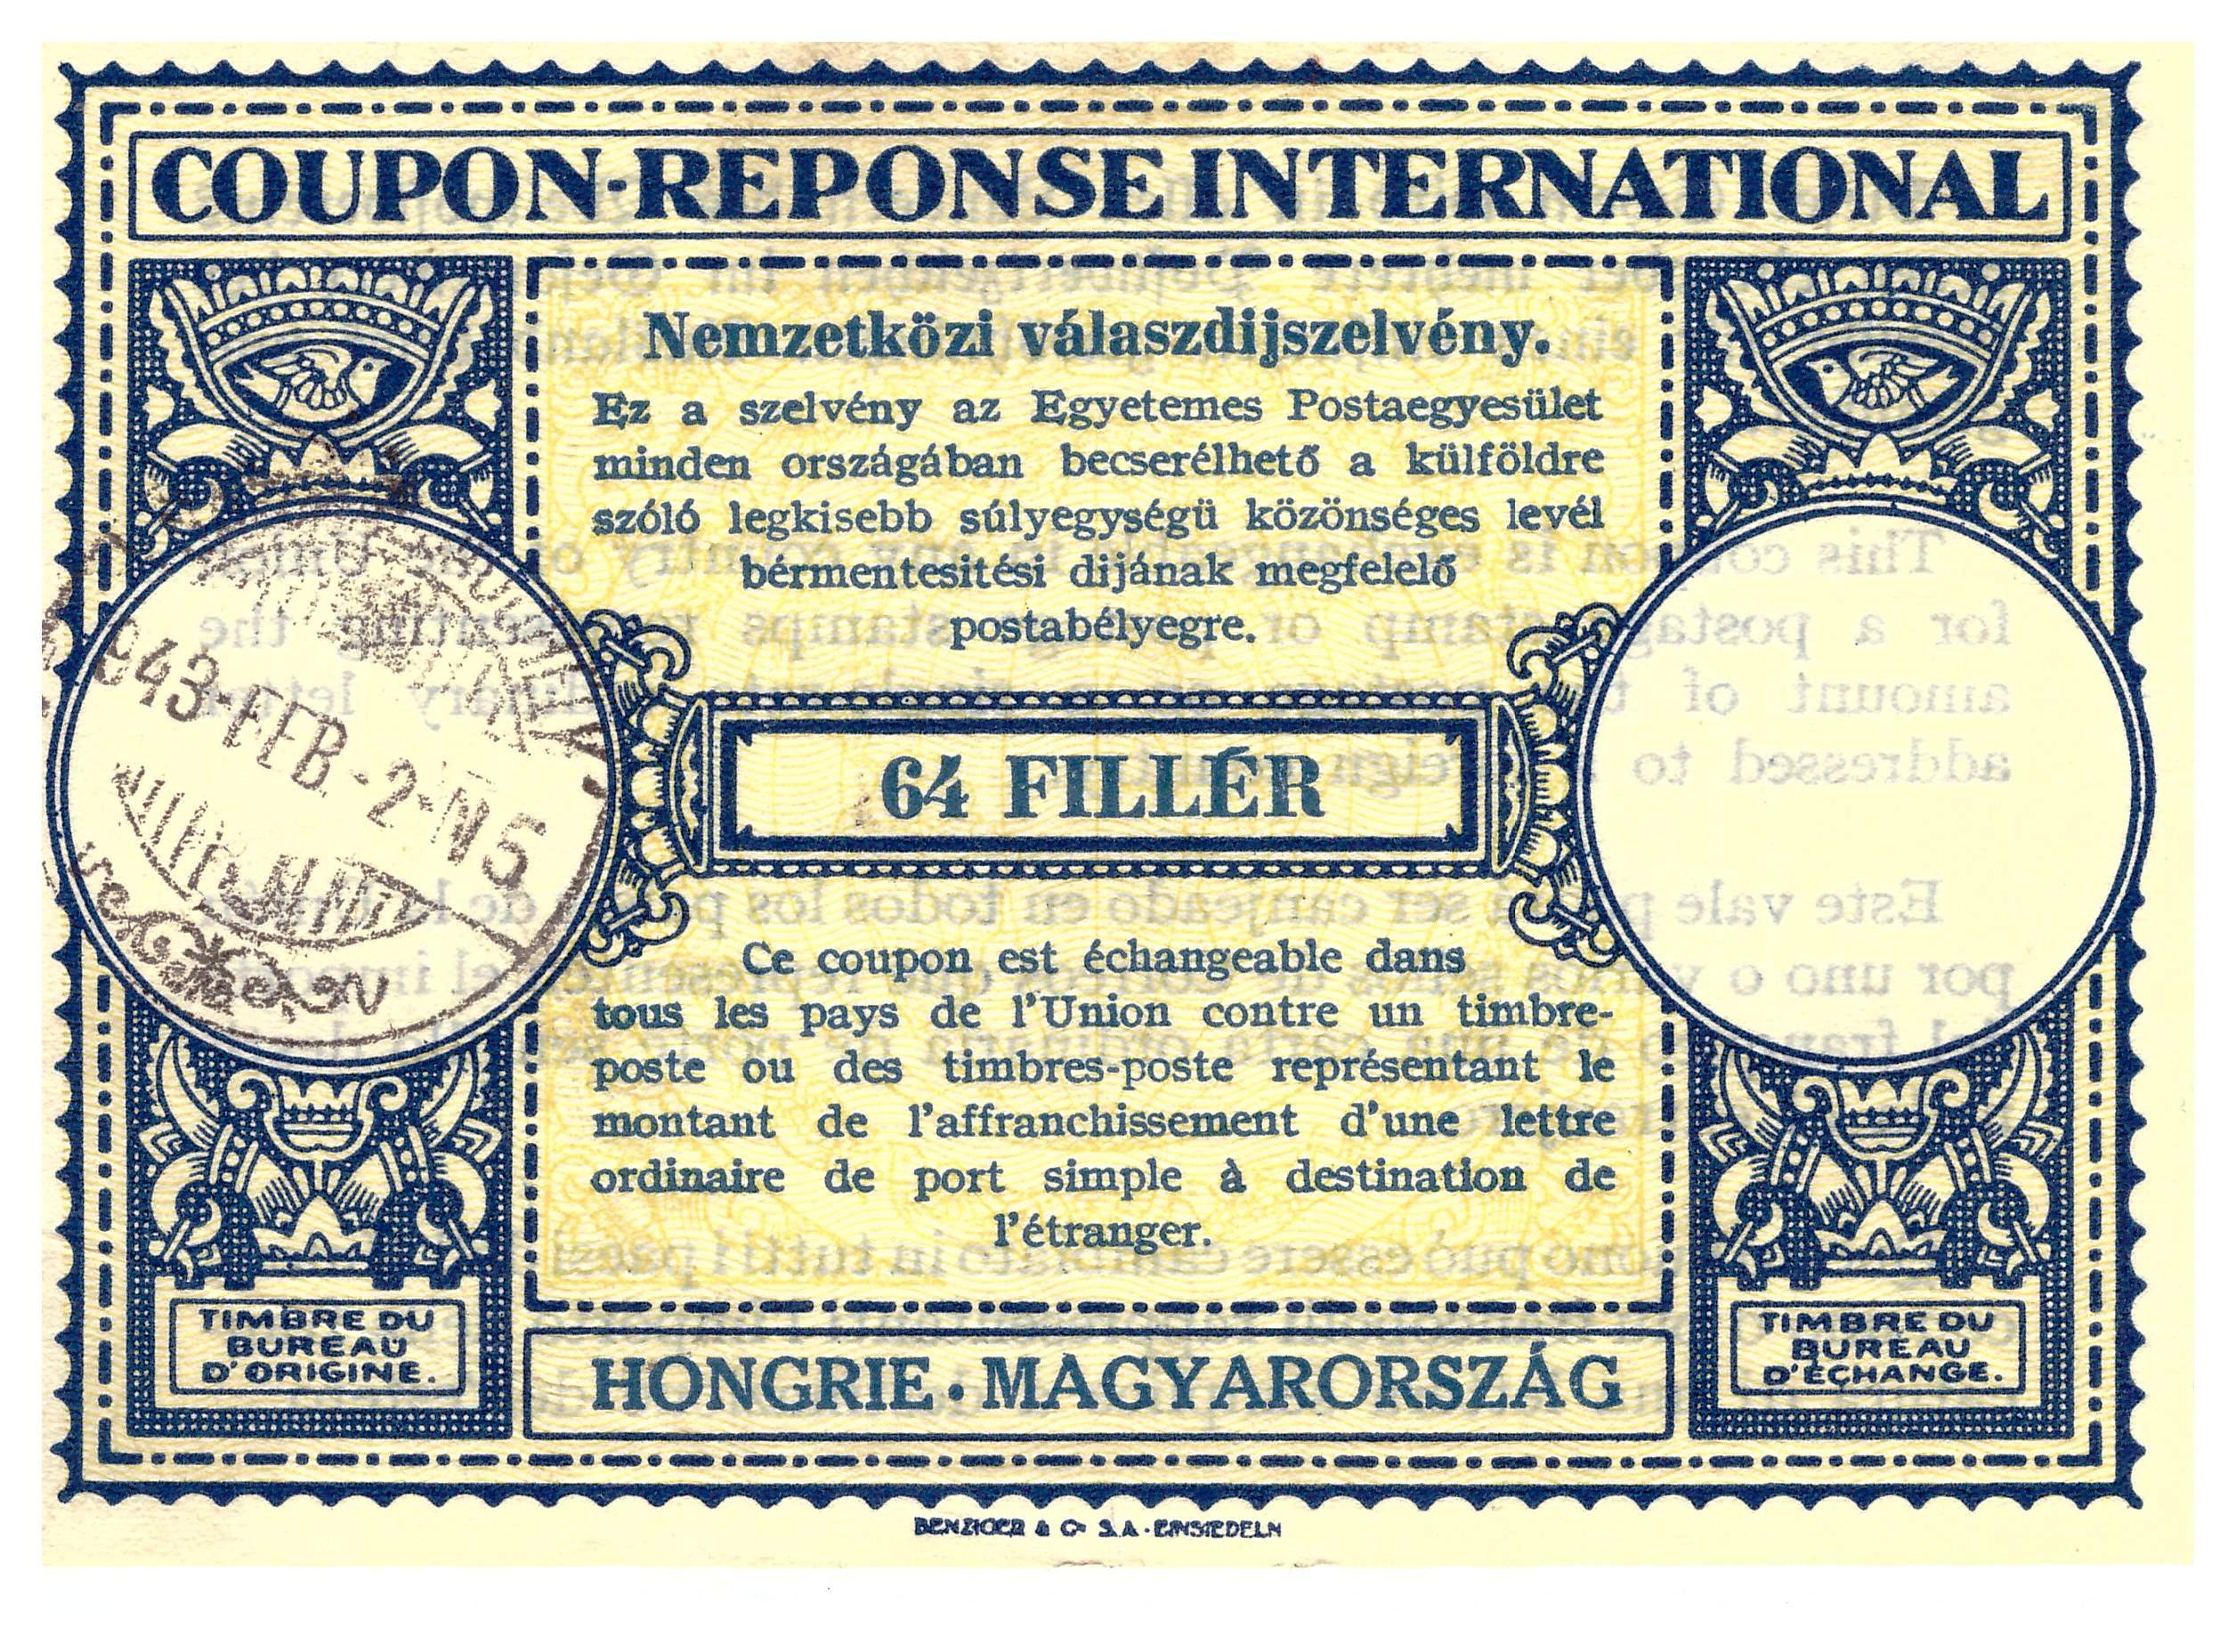 COUPON-REPONSE INTERNATIONAL
Nemzetközi válaszdijszelvény.
Ez a szelvény az Egyetemes Postaegyesület
minden országában becserélhető a külföldre
szóló legkisebb súlyegységü közönséges levél
bérmentesitési dijának megfelelő
postabélyegre.
943-FEB.-2-N5
64 FILLÉR
Ce coupon est échangeable dans
tous les pays de l'Union contre un timbre-
poste ou des timbres-poste représentant le
montant de l'affranchissement d'une lettre
ordinaire de port simple à destination de
l'étranger.
TIMBRE DU
BUREAU
D'ORIGINE.
HONGRIE . MAGYARORSZÁG
TIMBRE DU
BUREAU
D'ÉCHANGE.
BENZIGER & Co S.A. - EINSIEDELN